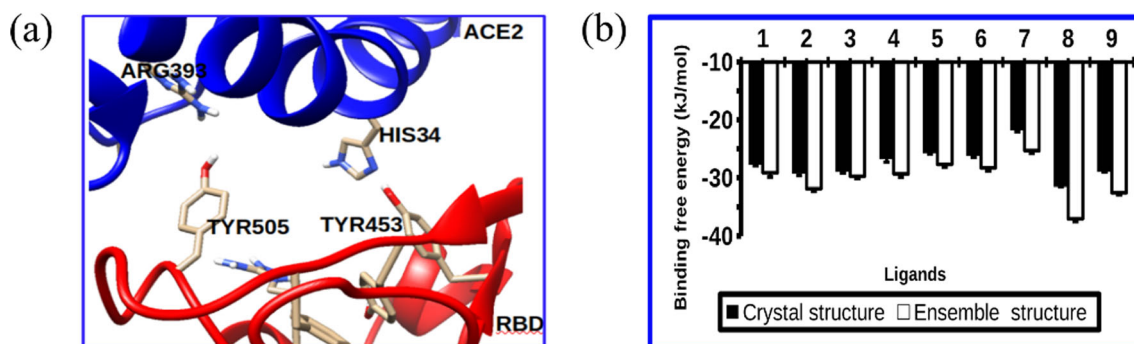 (a)
ACE2
ARG393
HIS34
TYR505 TYR453
RBD
(b)
1 2 3 4 5 6 7 8 9
-10
-20
-30
-40
Binding free energy (kJ/mol)
Ligands
Crystal structure Ensemble structure